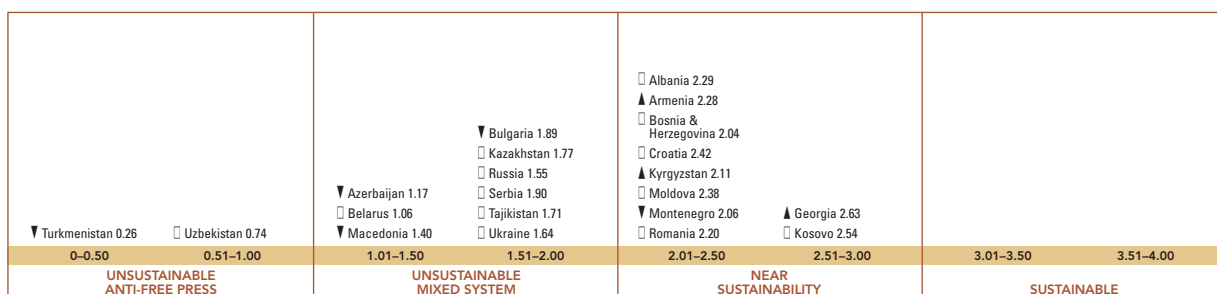 Albania 2.29
▲ Armenia 2.28
Bosnia &
Herzegovina 2.04
▼ Bulgaria 1.89
Kazakhstan 1.77
Croatia 2.42
Russia 1.55
▲ Kyrgyzstan 2.11
▼ Azerbaijan 1.17
Serbia 1.90
Moldova 2.38
Belarus 1.06
Tajikistan 1.71
▼ Montenegro 2.06
▲ Georgia 2.63
▼ Turkmenistan 0.26
Uzbekistan 0.74
▼ Macedonia 1.40
Ukraine 1.64
Romania 2.20
Kosovo 2.54
0–0.50
0.51–1.00
1.01–1.50
1.51–2.00
2.01–2.50
2.51–3.00
3.01–3.50
3.51–4.00
UNSUSTAINABLE
ANTI-FREE PRESS
UNSUSTAINABLE
MIXED SYSTEM
NEAR
SUSTAINABILITY
SUSTAINABLE